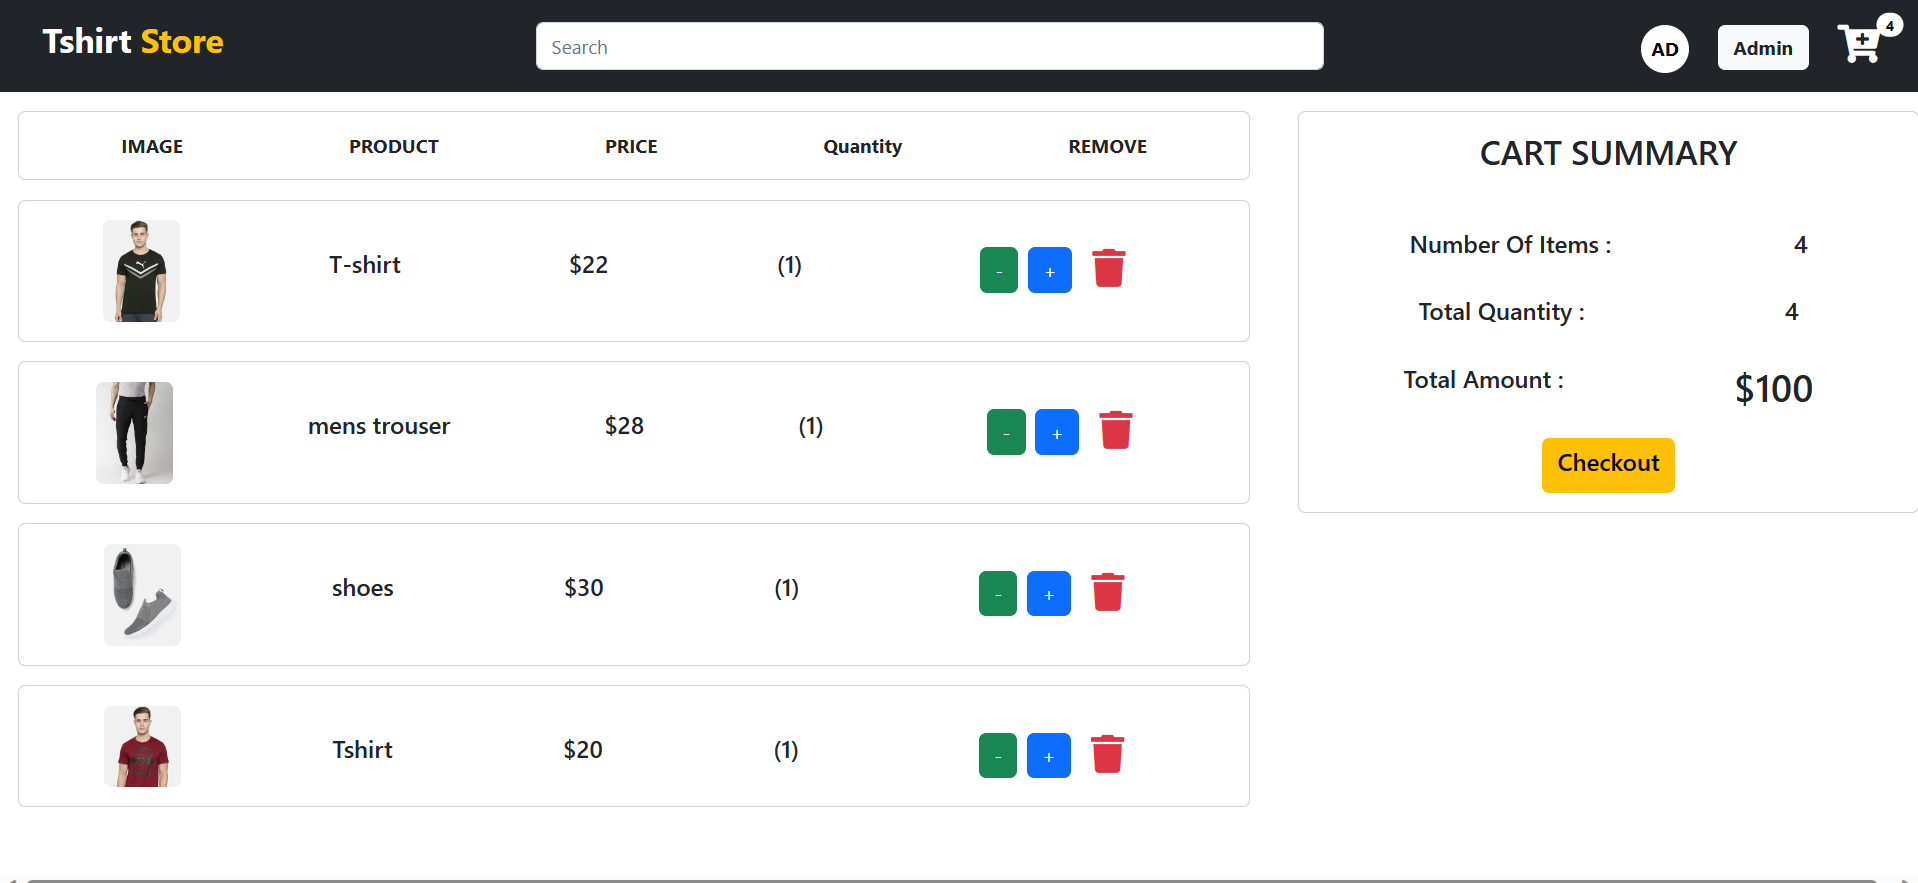 Tshirt Store
Search
AD
Admin
4
IMAGE PRODUCT PRICE Quantity REMOVE
T-shirt $22 (1) - +
mens trouser $28 (1) - +
shoes $30 (1) - +
Tshirt $20 (1) - +
CART SUMMARY
Number Of Items : 4
Total Quantity : 4
Total Amount : $100
Checkout